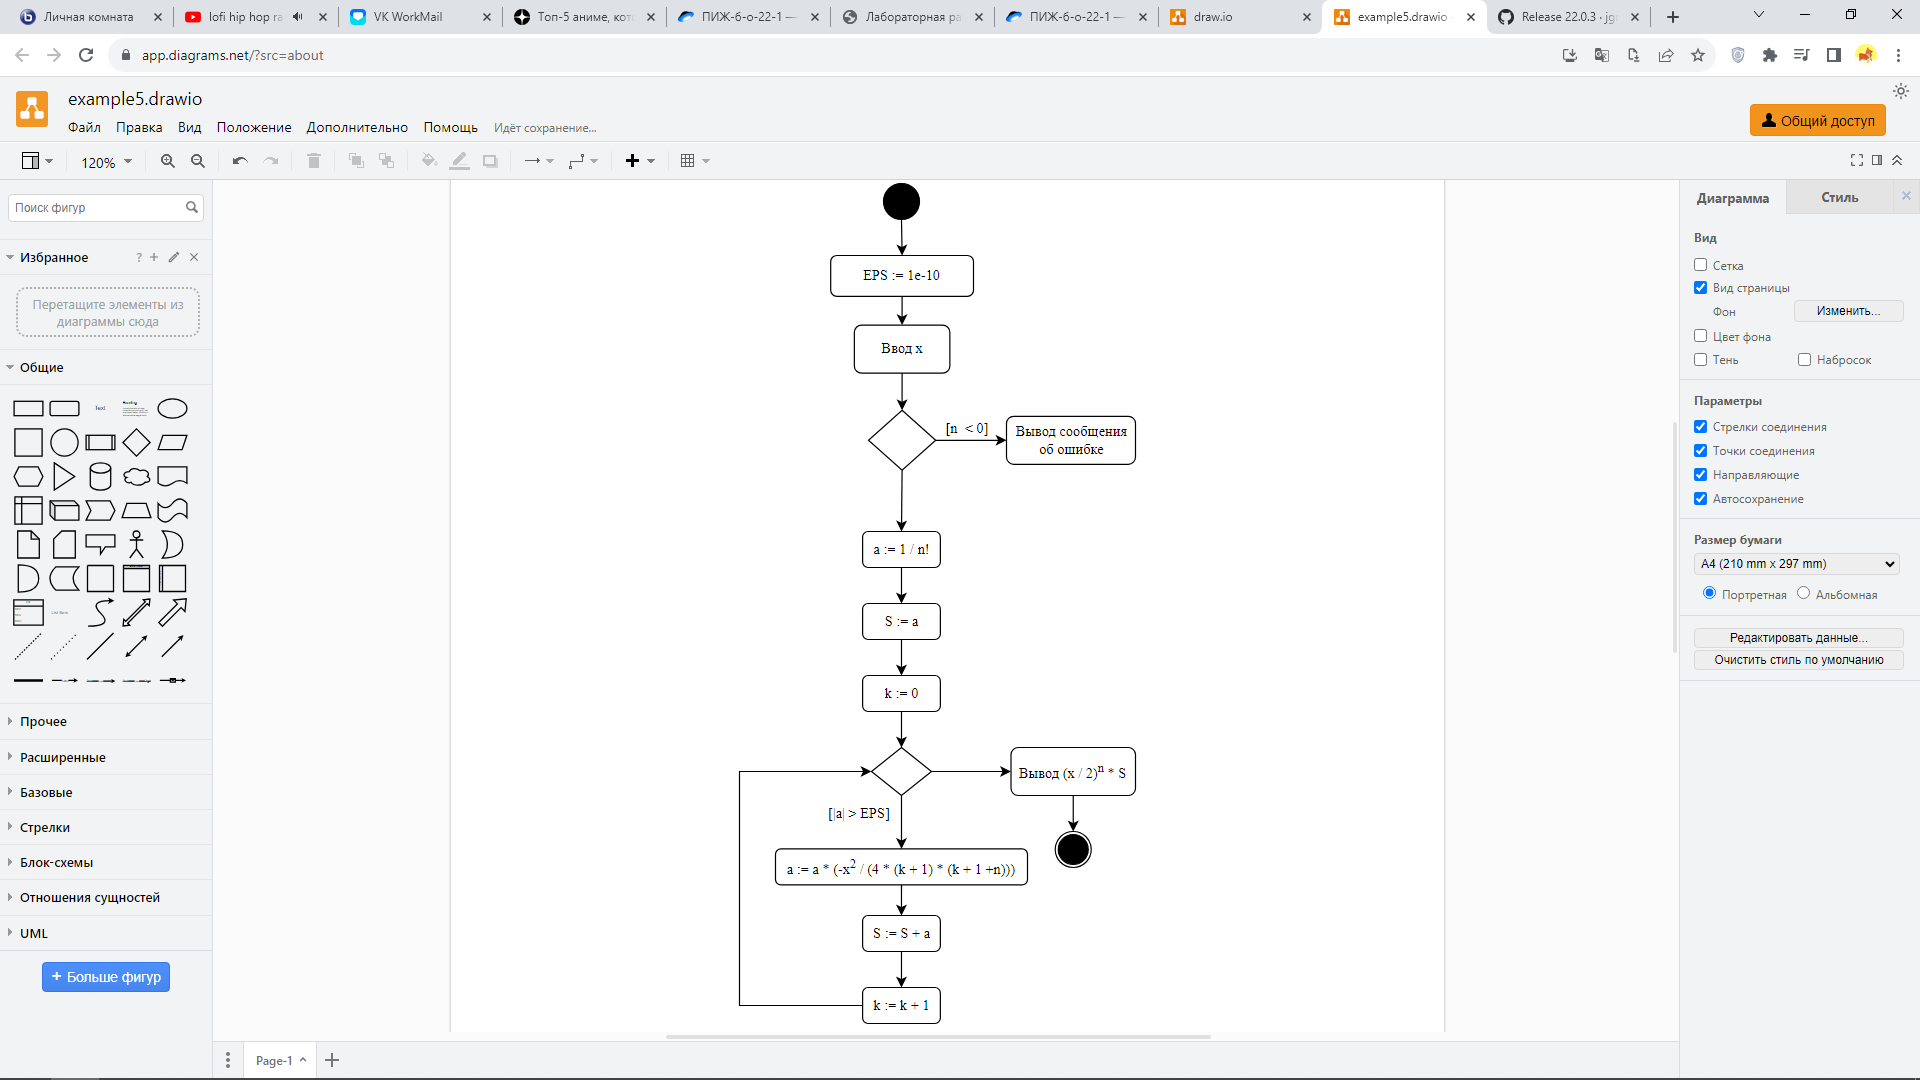 Личная комната
lofi hip hop ra
VK WorkMail
Топ-5 аниме, кот
ПИЖ-б-о-22-1 —
Лабораторная ра
ПИЖ-б-о-22-1 —
draw.io
example5.drawio
Release 22.0.3 · jgr
app.diagrams.net/?src=about
example5.drawio
Файл
Правка
Вид
Положение
Дополнительно
Помощь
Идёт сохранение...
Общий доступ
120%
Поиск фигур
Избранное
?
Перетащите элементы из
диаграммы сюда
Общие
Text
Heading
List Item
Прочее
Расширенные
Базовые
Стрелки
Блок-схемы
Отношения сущностей
UML
+ Больше фигур
EPS := 1e-10
Ввод x
[n < 0]
Вывод сообщения
об ошибке
a := 1 / n!
S := a
k := 0
Вывод (x / 2)ⁿ * S
[|a| > EPS]
a := a * (-x² / (4 * (k + 1) * (k + 1 +n)))
S := S + a
k := k + 1
Page-1
Диаграмма
Стиль
Вид
Сетка
Вид страницы
Фон
Изменить...
Цвет фона
Тень
Набросок
Параметры
Стрелки соединения
Точки соединения
Направляющие
Автосохранение
Размер бумаги
A4 (210 mm x 297 mm)
Портретная
Альбомная
Редактировать данные...
Очистить стиль по умолчанию